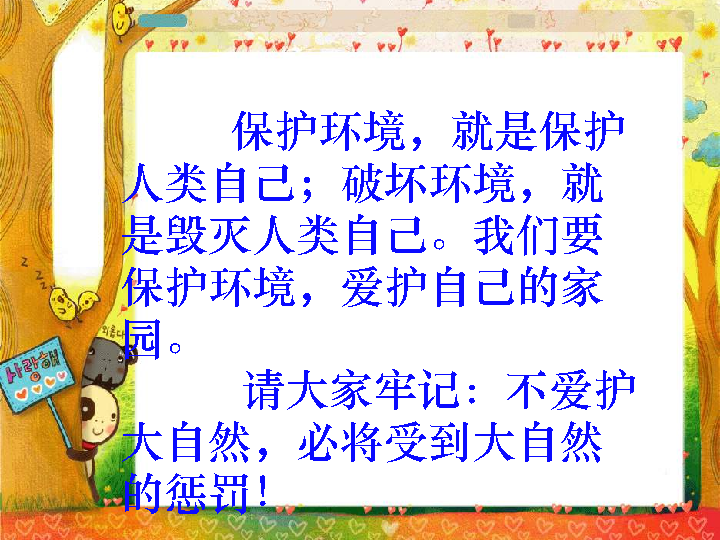 保护环境，就是保护
人类自己；破坏环境，就
是毁灭人类自己。我们要
保护环境，爱护自己的家
园。
请大家牢记：不爱护
大自然，必将受到大自然
的惩罚！
z z z
외롭다
사랑해